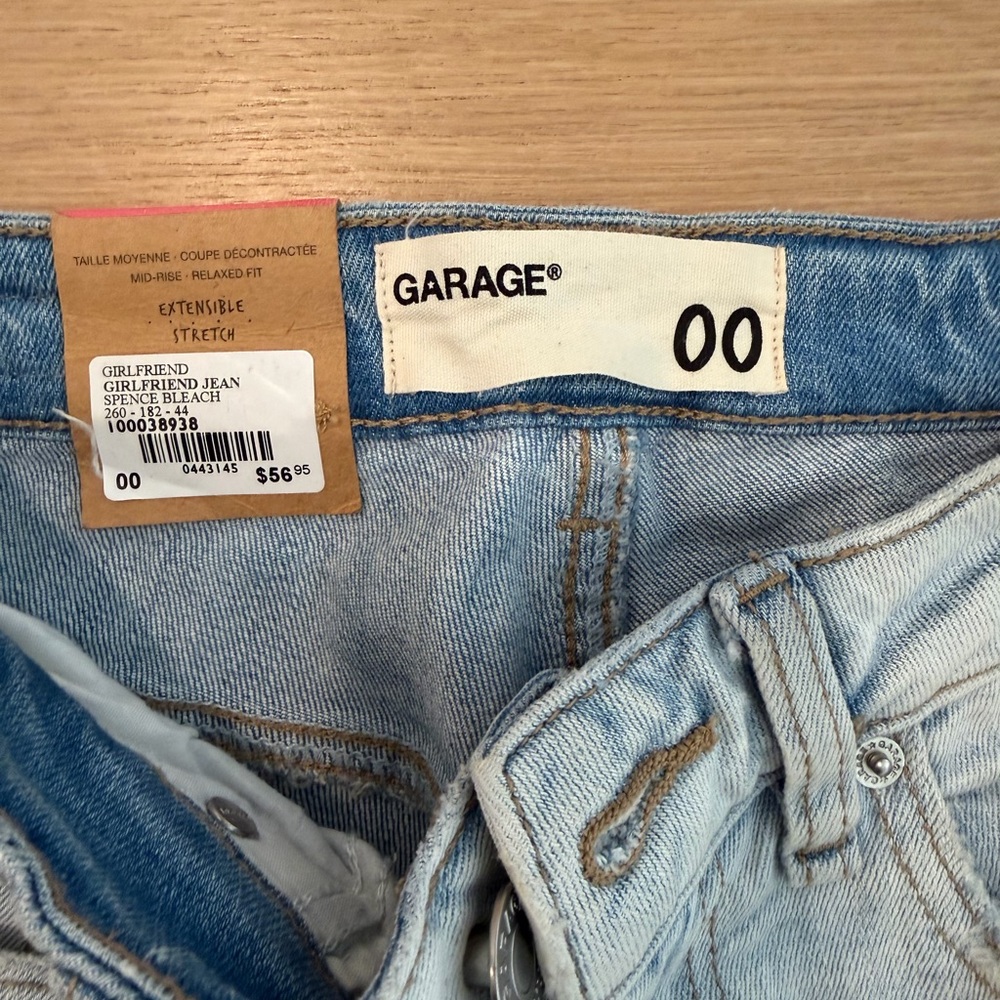 TAILLE MOYENNE · COUPE DÉCONTRACTÉE
MID-RISE · RELAXED FIT
EXTENSIBLE
STRETCH
GIRLFRIEND
GIRLFRIEND JEAN
SPENCE BLEACH
260 - 182 - 44
100038938
0443145
00 $56.95
GARAGE®
00